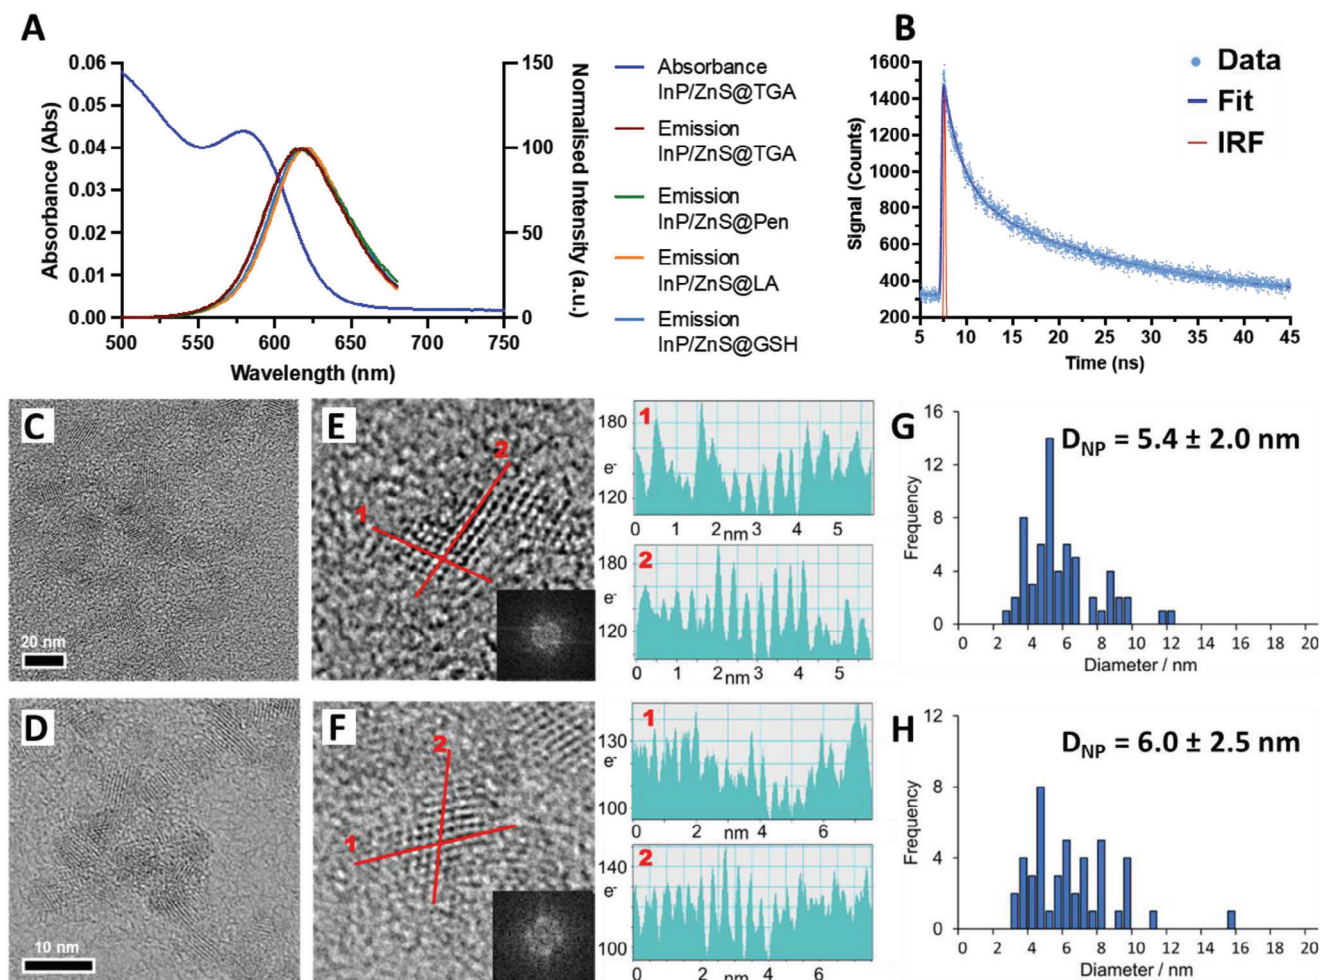 A
0.06
0.05
0.04
0.03
0.02
0.01
0.00
Absorbance (Abs)
150
100
50
0
Normalised Intensity (a.u.)
500 550 600 650 700 750
Wavelength (nm)
Absorbance
InP/ZnS@TGA
Emission
InP/ZnS@TGA
Emission
InP/ZnS@Pen
Emission
InP/ZnS@LA
Emission
InP/ZnS@GSH
B
1600
1400
1200
1000
800
600
400
200
Signal (Counts)
5 10 15 20 25 30 35 40 45
Time (ns)
Data
Fit
IRF
C
20 nm
E
1
2
1
180
e-
120
0 1 2 nm 3 4 5
2
180
e-
120
0 1 2 nm 3 4 5
G
DNP = 5.4 ± 2.0 nm
16
12
8
4
0
Frequency
0 2 4 6 8 10 12 14 16 18 20
Diameter / nm
D
10 nm
F
1
2
1
130
e-
100
0 2 nm 4 6
2
140
e-
100
0 2 nm 4 6
H
DNP = 6.0 ± 2.5 nm
12
8
4
0
Frequency
0 2 4 6 8 10 12 14 16 18 20
Diameter / nm